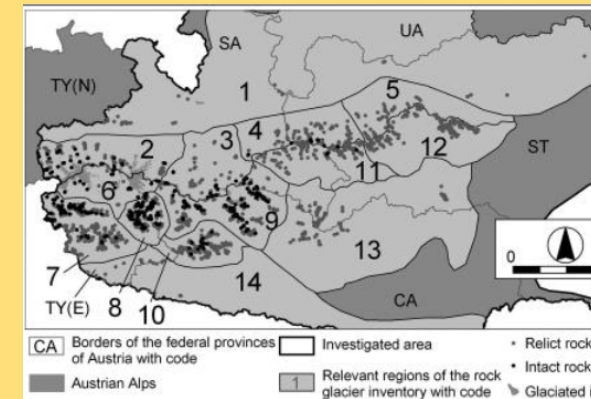 UA
SA
TY(N)
1
5
4
3
2
12
ST
11
6
9
13
7
14
TY(E)
8
10
CA
0
CA Borders of the federal provinces of Austria with code
Investigated area
Relict rock
Intact rock
Austrian Alps
1 Relevant regions of the rock glacier inventory with code
Glaciated